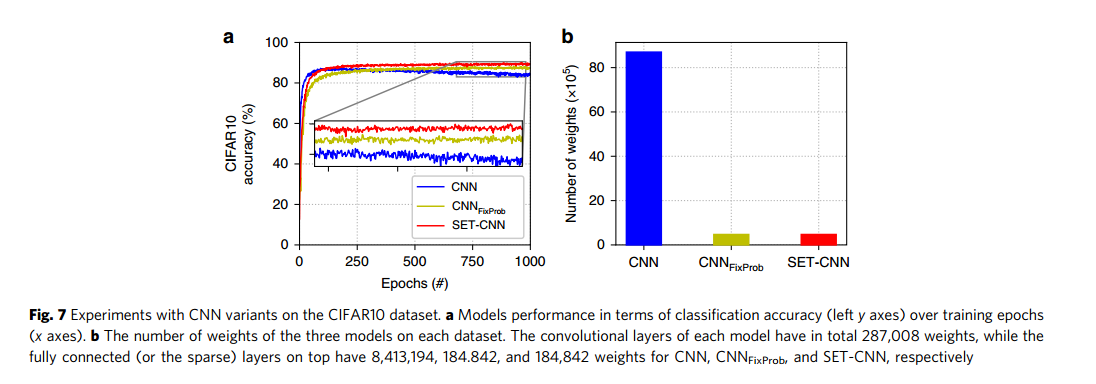 a
100
80
60
40
20
0
CIFAR10
accuracy (%)
CNN
CNNFixProb
SET-CNN
0 250 500 750 1000
Epochs (#)
b
80
60
40
20
0
Number of weights (×10⁵)
CNN CNNFixProb SET-CNN
Fig. 7 Experiments with CNN variants on the CIFAR10 dataset. a Models performance in terms of classification accuracy (left y axes) over training epochs
(x axes). b The number of weights of the three models on each dataset. The convolutional layers of each model have in total 287,008 weights, while the
fully connected (or the sparse) layers on top have 8,413,194, 184.842, and 184,842 weights for CNN, CNNFixProb, and SET-CNN, respectively